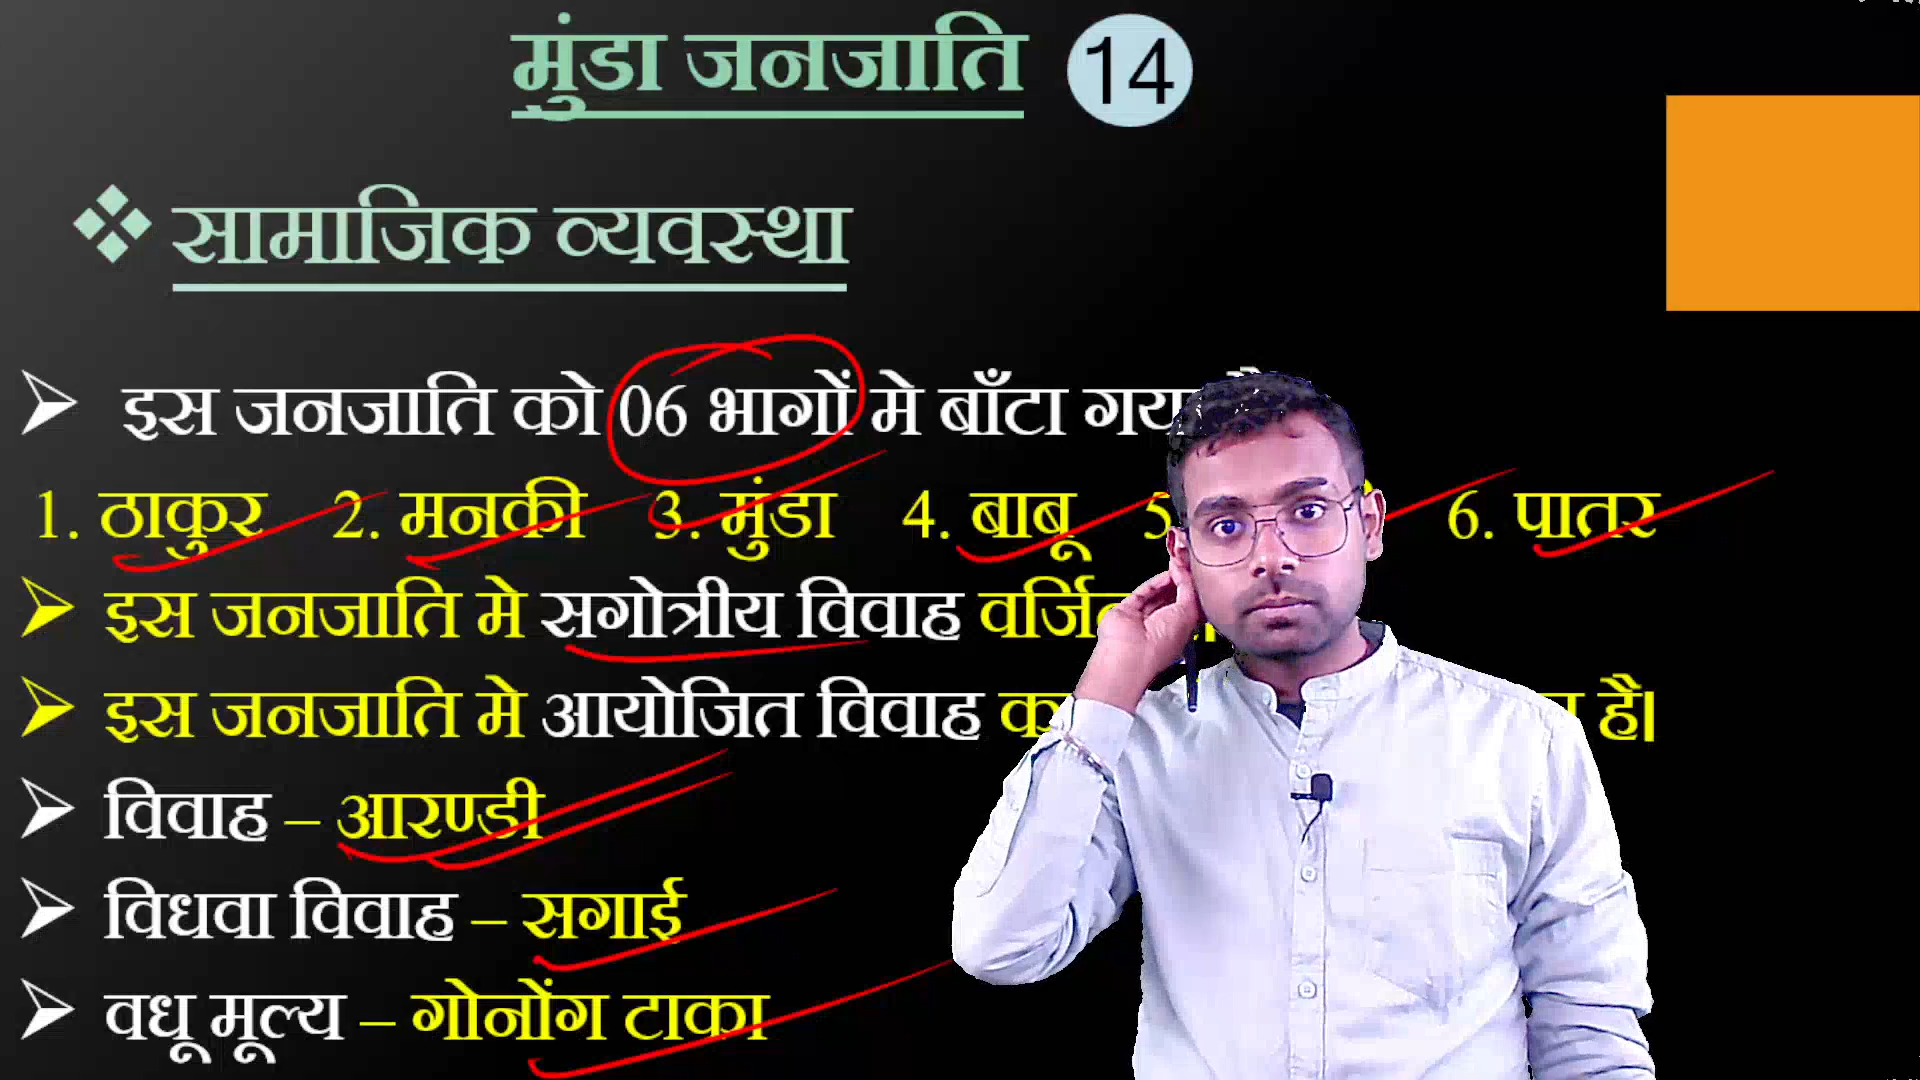 मुंडा जनजाति 14
सामाजिक व्यवस्था
इस जनजाति को 06 भागों मे बाँटा
1. ठाकुर 2. मनकी 3. मुंडा 4. बाबू 5. 6. पातर
इस जनजाति मे सगोत्रीय विवाह
इस जनजाति मे आयोजित विवाह है।
विवाह – आरण्डी
विधवा विवाह – सगाई
वधू मूल्य – गोनोंग टाका